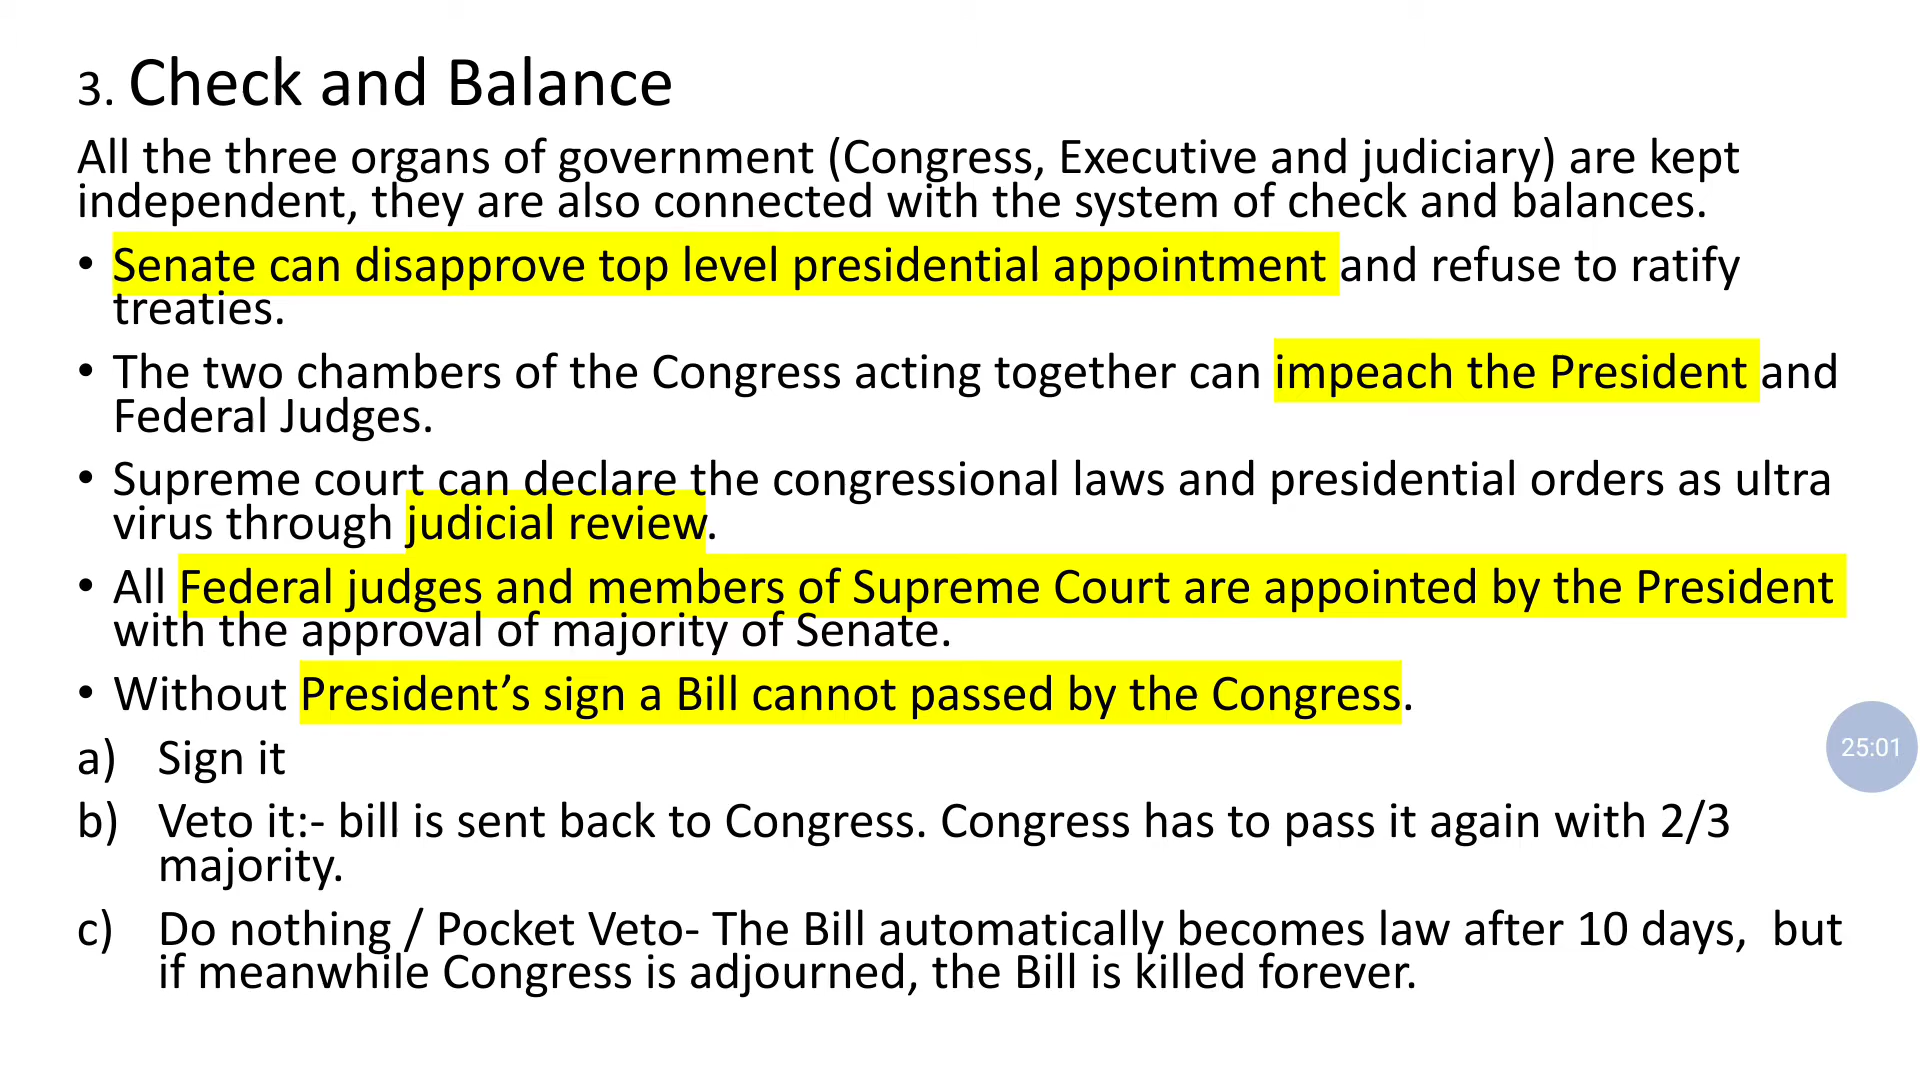 3. Check and Balance
All the three organs of government (Congress, Executive and judiciary) are kept
independent, they are also connected with the system of check and balances.
• Senate can disapprove top level presidential appointment and refuse to ratify
treaties.
• The two chambers of the Congress acting together can impeach the President and
Federal Judges.
• Supreme court can declare the congressional laws and presidential orders as ultra
virus through judicial review.
• All Federal judges and members of Supreme Court are appointed by the President
with the approval of majority of Senate.
• Without President’s sign a Bill cannot passed by the Congress.
a) Sign it
25:01
b) Veto it:- bill is sent back to Congress. Congress has to pass it again with 2/3
majority.
c) Do nothing / Pocket Veto- The Bill automatically becomes law after 10 days, but
if meanwhile Congress is adjourned, the Bill is killed forever.